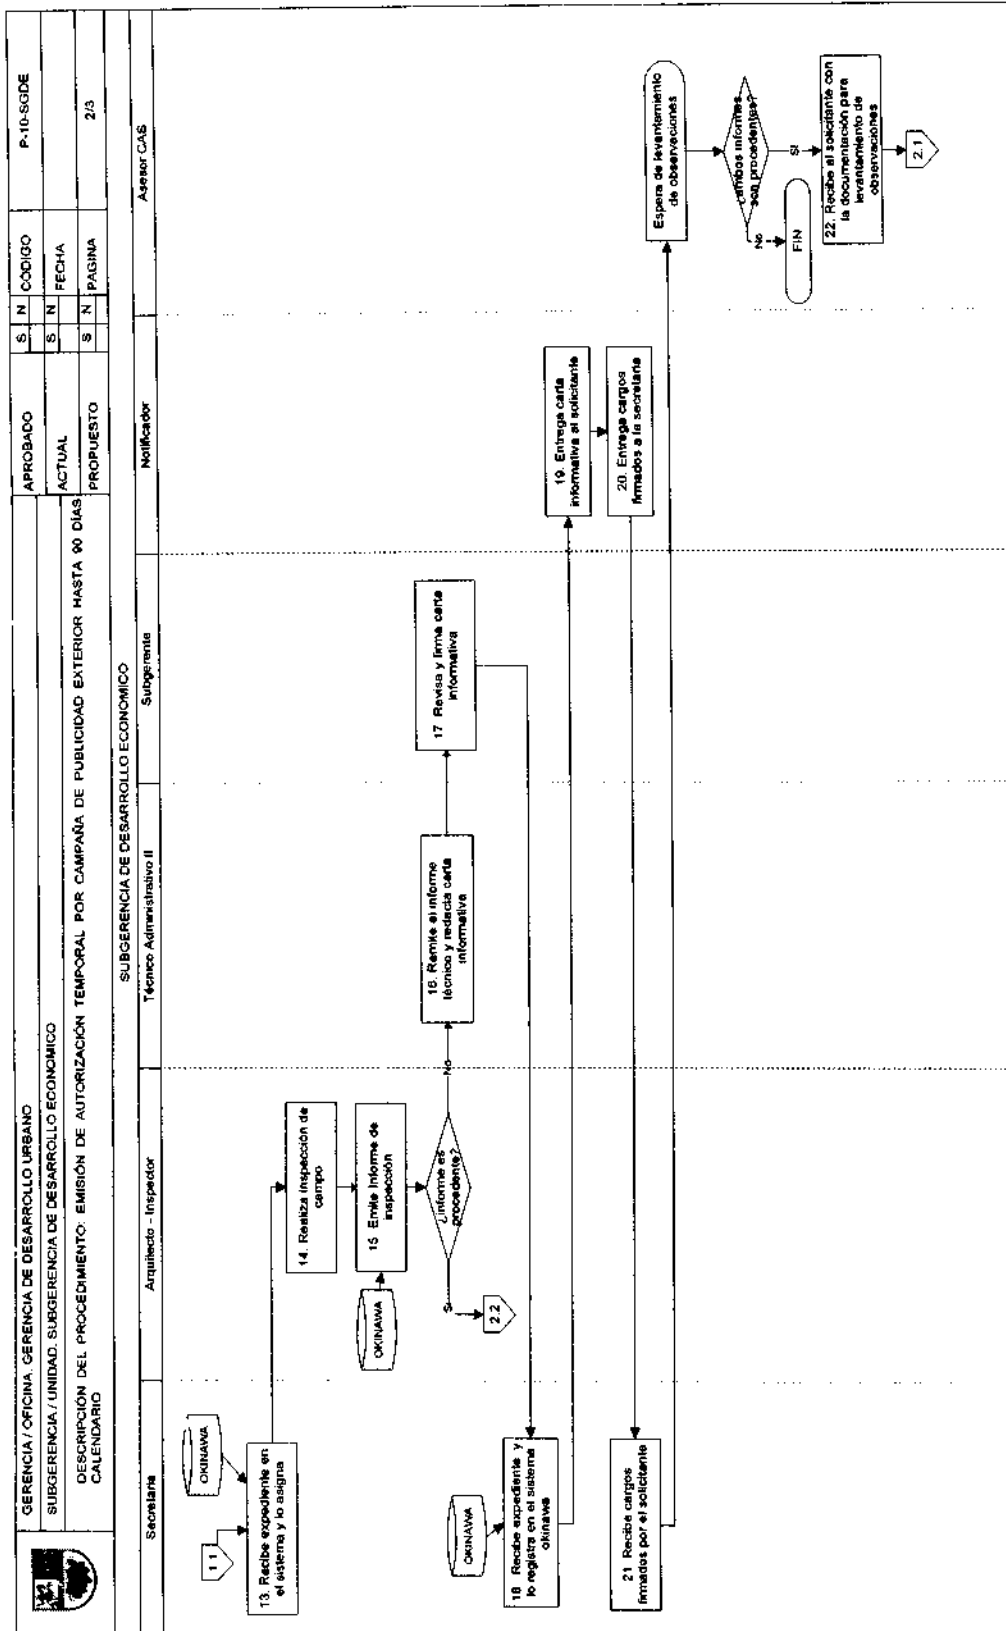 GERENCIA / OFICINA. GERENCIA DE DESARROLLO URBANO
APROBADO
S N
CÓDIGO
P-10-SGDE
SUBGERENCIA / UNIDAD. SUBGERENCIA DE DESARROLLO ECONOMICO
ACTUAL
S N
FECHA
DESCRIPCIÓN DEL PROCEDIMIENTO: EMISIÓN DE AUTORIZACIÓN TEMPORAL POR CAMPAÑA DE PUBLICIDAD EXTERIOR HASTA 90 DÍAS
CALENDARIO
PROPUESTO
S N
PAGINA
2/3
SUBGERENCIA DE DESARROLLO ECONOMICO
Secretaria
Arquitecto - Inspector
Técnico Administrativo II
Subgerente
Notificador
Asesor CAS
1.1
OKINAWA
13. Recibe expediente en
el sistema y lo asigna
14. Realiza inspección de
campo
OKINAWA
15 Emite Informe de
inspección
¿Informe es
procedente?
Si
2.2
No
16. Remite el informe
técnico y redacta carta
informativa
17 Revisa y firma carta
informativa
OKINAWA
18 Recibe expediente y
lo registra en el sistema
okinawa
19. Entrega carta
informativa al solicitante
20. Entrega cargos
firmados a la secretaria
21 Recibe cargos
firmados por el solicitante
Espera de levantamiento
de observaciones
¿ambos informes
son procedentes?
No
FIN
Si
22. Recibe al solicitante con
la documentación para
levantamiento de
observaciones
2.1